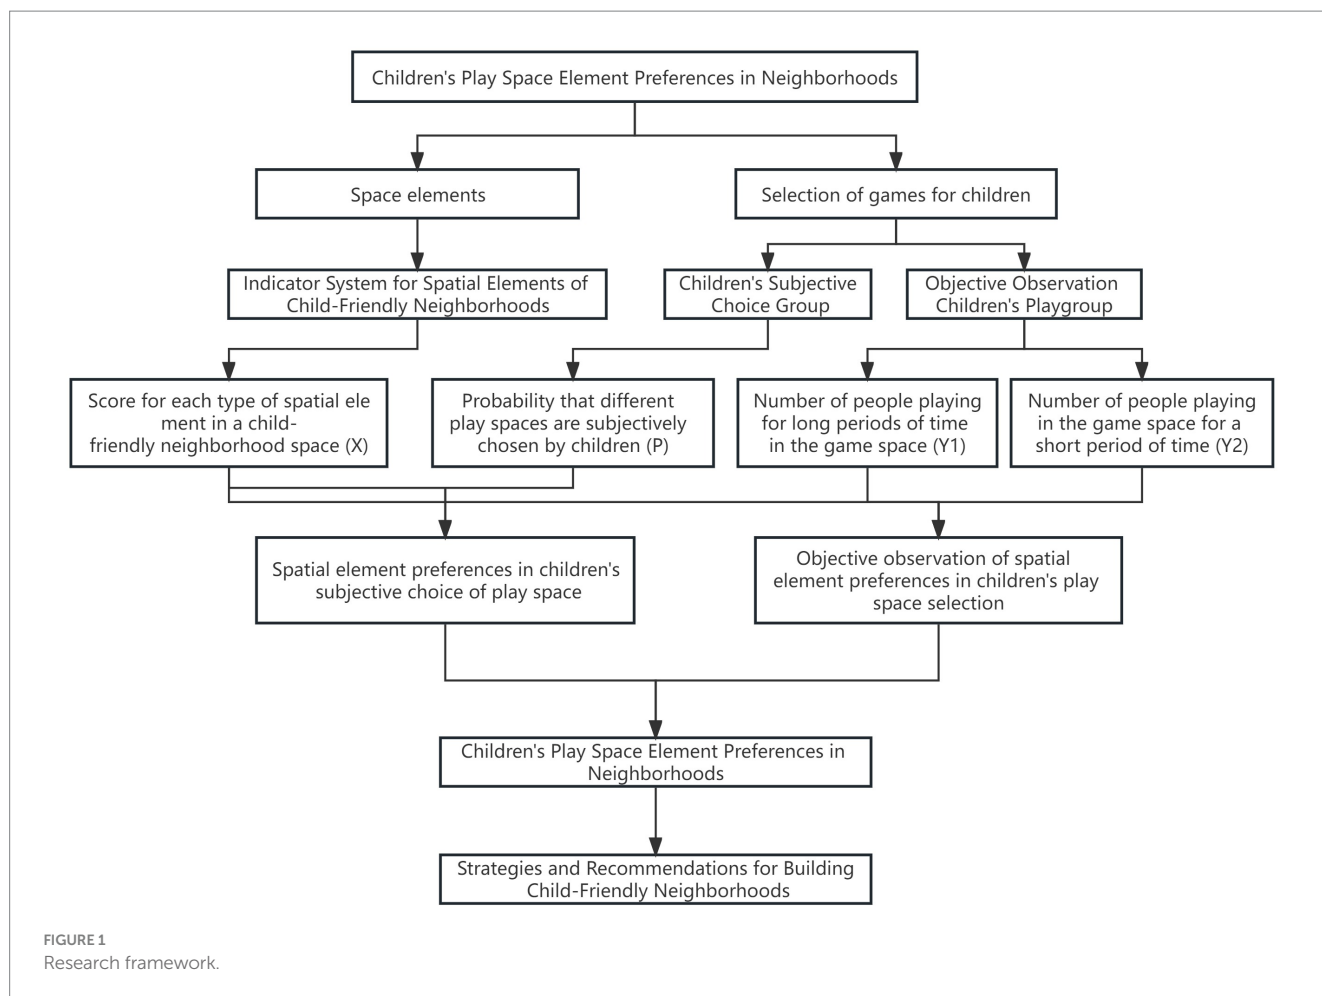 Children's Play Space Element Preferences in Neighborhoods
Space elements
Selection of games for children
Indicator System for Spatial Elements of
Child-Friendly Neighborhoods
Children's Subjective
Choice Group
Objective Observation
Children's Playgroup
Score for each type of spatial ele
ment in a child-
friendly neighborhood space (X)
Probability that different
play spaces are subjectively
chosen by children (P)
Number of people playing
for long periods of time
in the game space (Y1)
Number of people playing
in the game space for a
short period of time (Y2)
Spatial element preferences in children's
subjective choice of play space
Objective observation of spatial
element preferences in children's play
space selection
Children's Play Space Element Preferences in
Neighborhoods
Strategies and Recommendations for Building
Child-Friendly Neighborhoods
FIGURE 1
Research framework.